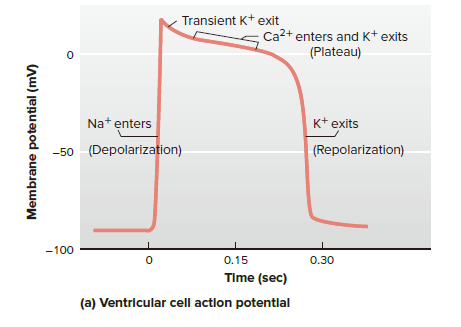 Transient K+ exit
Ca2+ enters and K+ exits
(Plateau)
0
Membrane potential (mV)
Na+ enters
K+ exits
–50
(Depolarization)
(Repolarization)
–100
0
0.15
0.30
Time (sec)
(a) Ventricular cell action potential